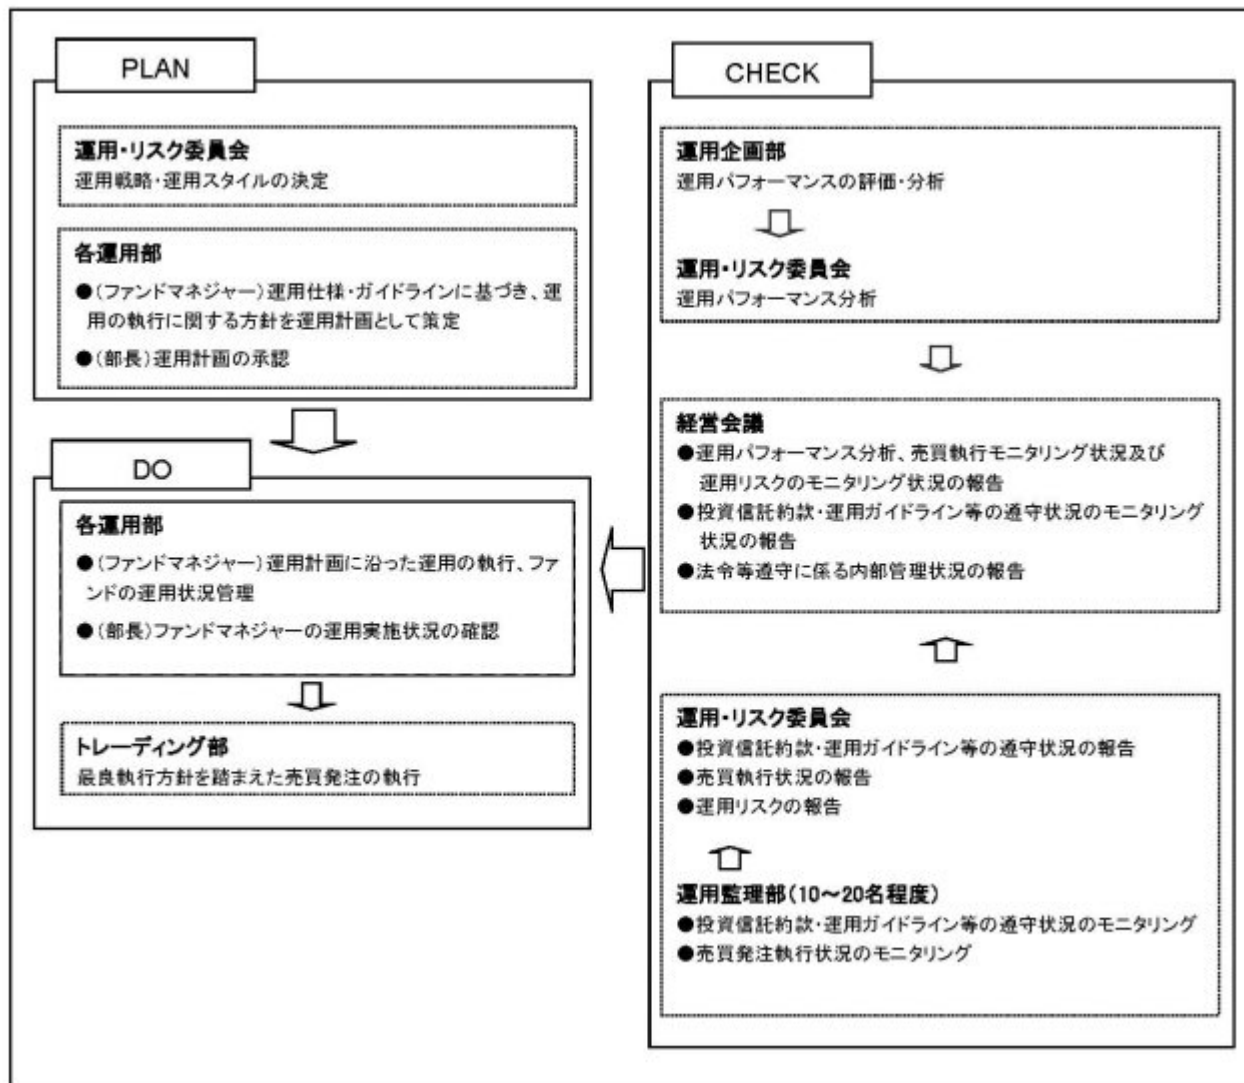 PLAN
運用・リスク委員会
運用戦略・運用スタイルの決定
各運用部
●(ファンドマネジャー)運用仕様・ガイドラインに基づき、運
用の執行に関する方針を運用計画として策定
●(部長)運用計画の承認
DO
各運用部
●(ファンドマネジャー)運用計画に沿った運用の執行、ファ
ンドの運用状況管理
●(部長)ファンドマネジャーの運用実施状況の確認
トレーディング部
最良執行方針を踏まえた売買発注の執行
CHECK
運用企画部
運用パフォーマンスの評価・分析
運用・リスク委員会
運用パフォーマンス分析
経営会議
●運用パフォーマンス分析、売買執行モニタリング状況及び
運用リスクのモニタリング状況の報告
●投資信託約款・運用ガイドライン等の遵守状況のモニタリング
状況の報告
●法令等遵守に係る内部管理状況の報告
運用・リスク委員会
●投資信託約款・運用ガイドライン等の遵守状況の報告
●売買執行状況の報告
●運用リスクの報告
運用監理部(10～20名程度)
●投資信託約款・運用ガイドライン等の遵守状況のモニタリング
●売買発注執行状況のモニタリング